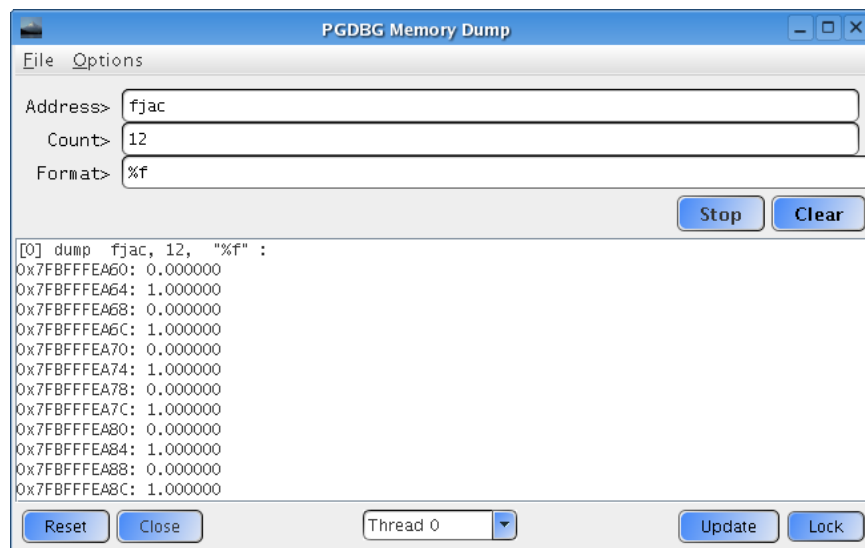 PGDBG Memory Dump
File Options
Address> fjac
Count> 12
Format> %f
Stop Clear
[0] dump fjac, 12, "%f" :
0x7FBFFFEA60: 0.000000
0x7FBFFFEA64: 1.000000
0x7FBFFFEA68: 0.000000
0x7FBFFFEA6C: 1.000000
0x7FBFFFEA70: 0.000000
0x7FBFFFEA74: 1.000000
0x7FBFFFEA78: 0.000000
0x7FBFFFEA7C: 1.000000
0x7FBFFFEA80: 0.000000
0x7FBFFFEA84: 1.000000
0x7FBFFFEA88: 0.000000
0x7FBFFFEA8C: 1.000000
Reset Close Thread 0 Update Lock